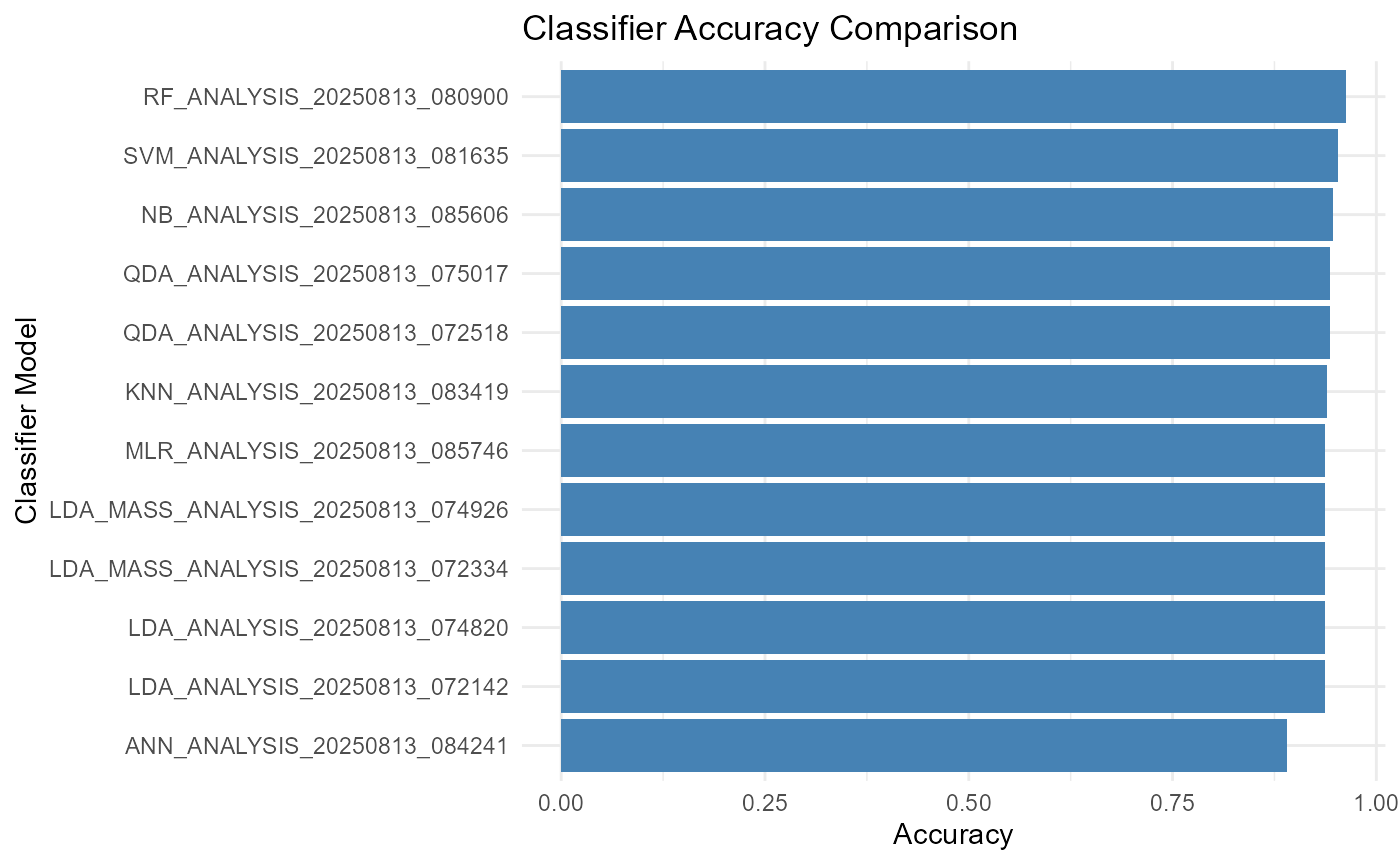 Classifier Accuracy Comparison
Classifier Model
RF_ANALYSIS_20250813_080900
SVM_ANALYSIS_20250813_081635
NB_ANALYSIS_20250813_085606
QDA_ANALYSIS_20250813_075017
QDA_ANALYSIS_20250813_072518
KNN_ANALYSIS_20250813_083419
MLR_ANALYSIS_20250813_085746
LDA_MASS_ANALYSIS_20250813_074926
LDA_MASS_ANALYSIS_20250813_072334
LDA_ANALYSIS_20250813_074820
LDA_ANALYSIS_20250813_072142
ANN_ANALYSIS_20250813_084241
0.00 0.25 0.50 0.75 1.00
Accuracy